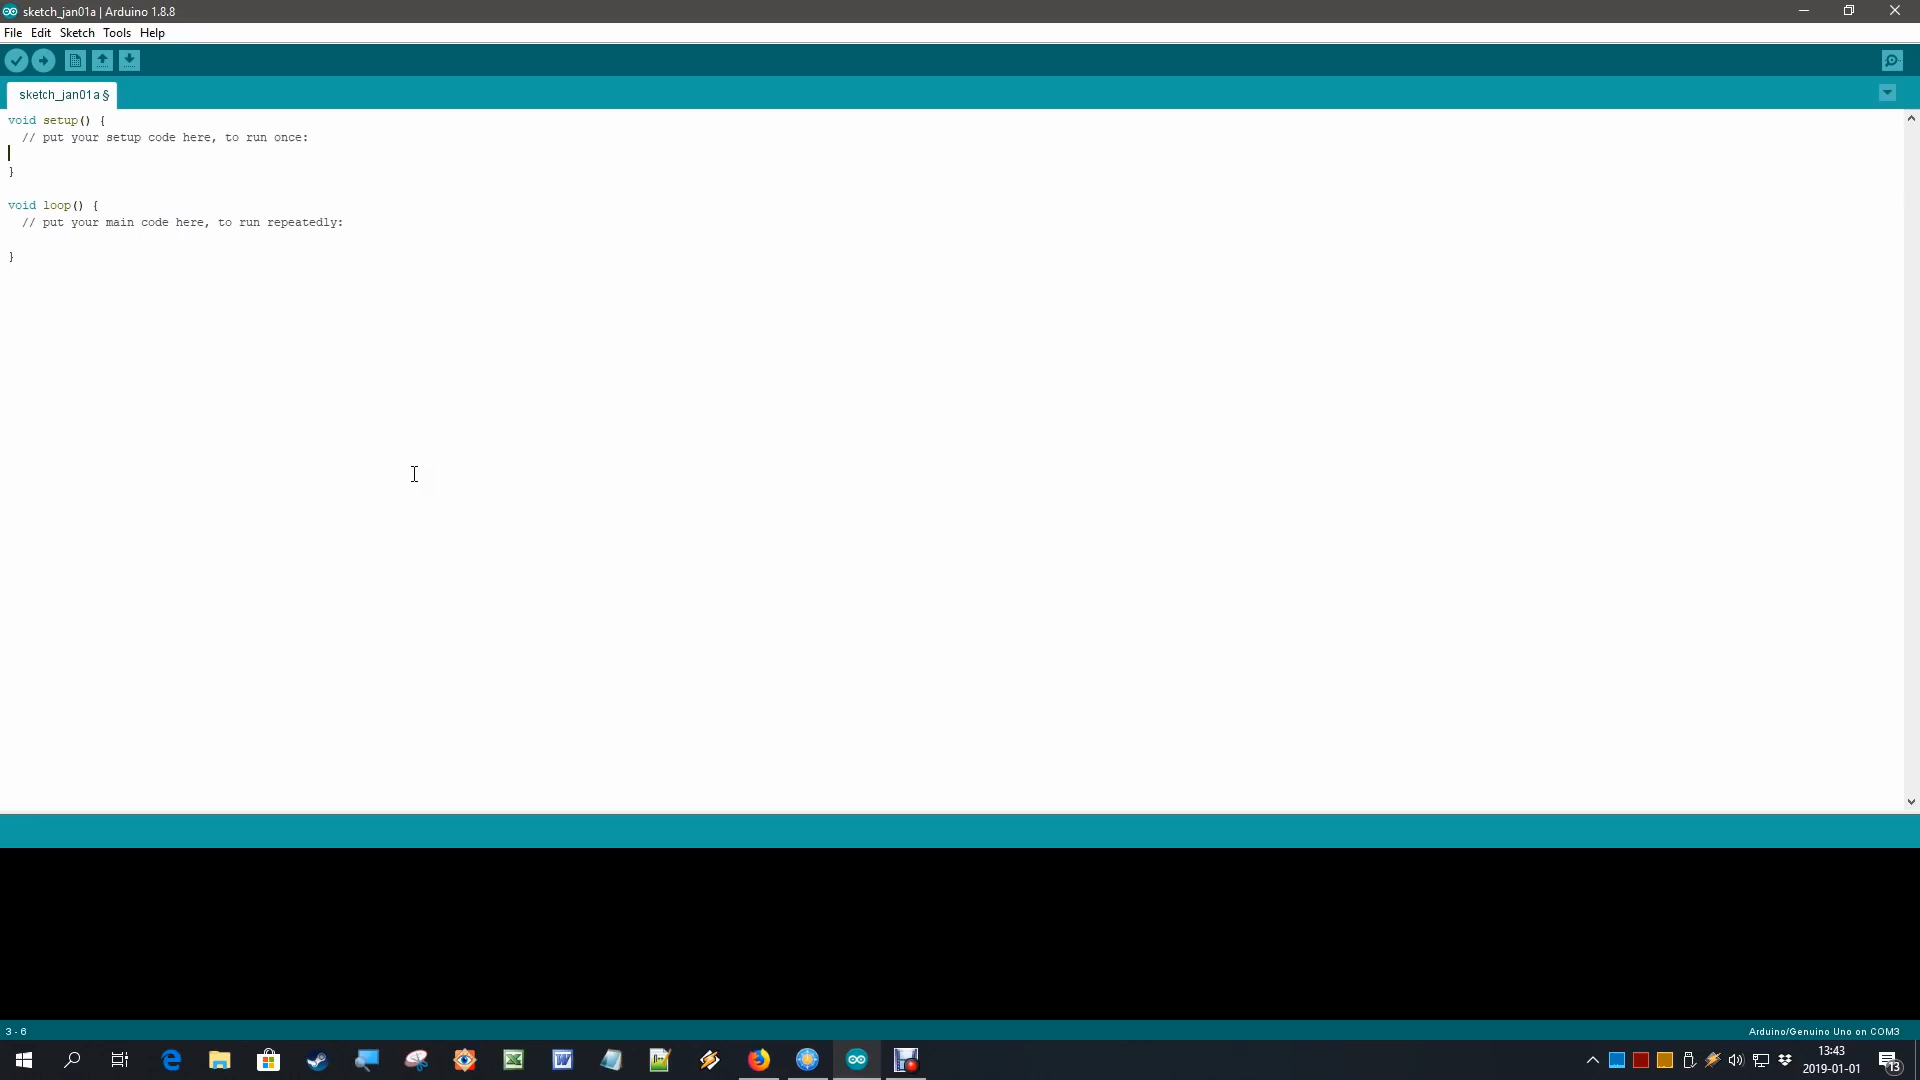 sketch_jan01a | Arduino 1.8.8
File Edit Sketch Tools Help
sketch_jan01a §
void setup() {
// put your setup code here, to run once:
}
void loop() {
// put your main code here, to run repeatedly:
}
3 - 6
Arduino/Genuino Uno on COM3
13:43
2019-01-01
13